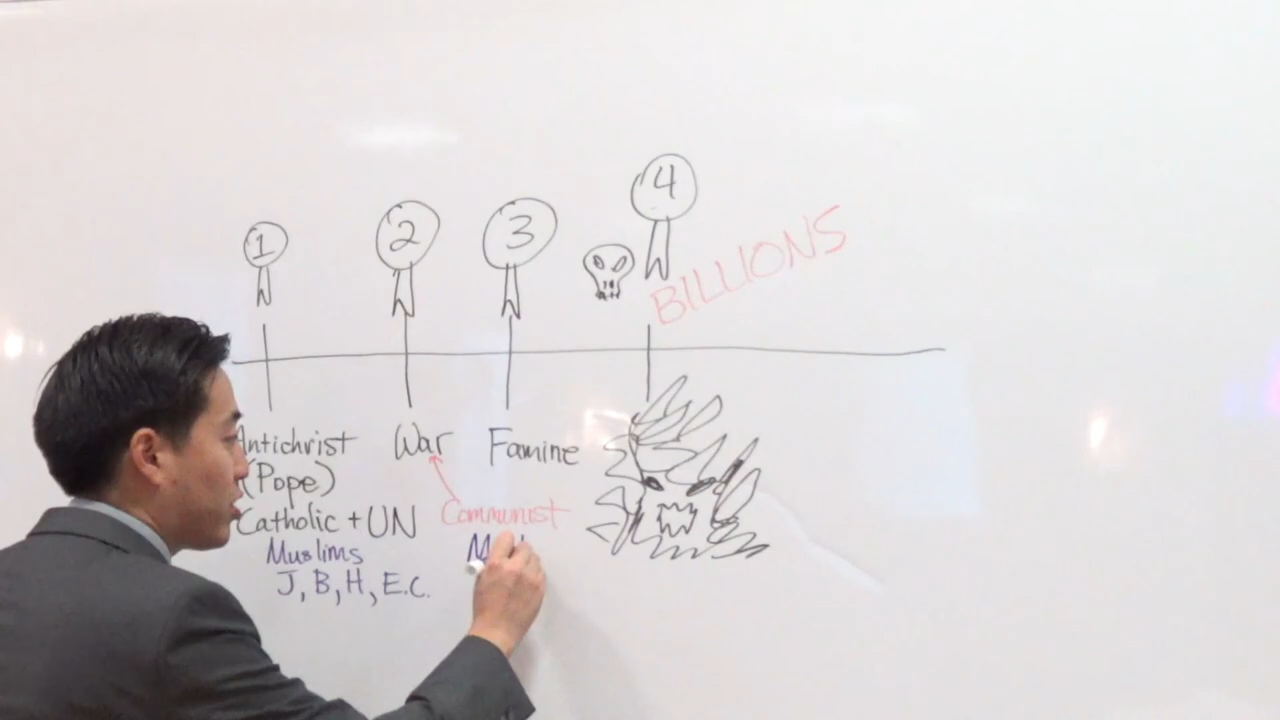 1 2 3 4
BILLIONS
Antichrist War Famine
(Pope)
Catholic + UN Communist
Muslims
J, B, H, E.C.